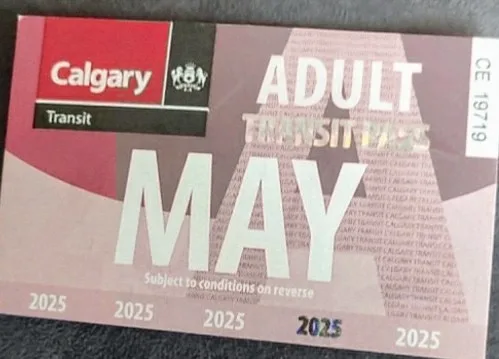 Calgary
Transit
ADULT
TRANSIT PASS
CE 19719
MAY
Subject to conditions on reverse
2025 2025 2025 2025 2025